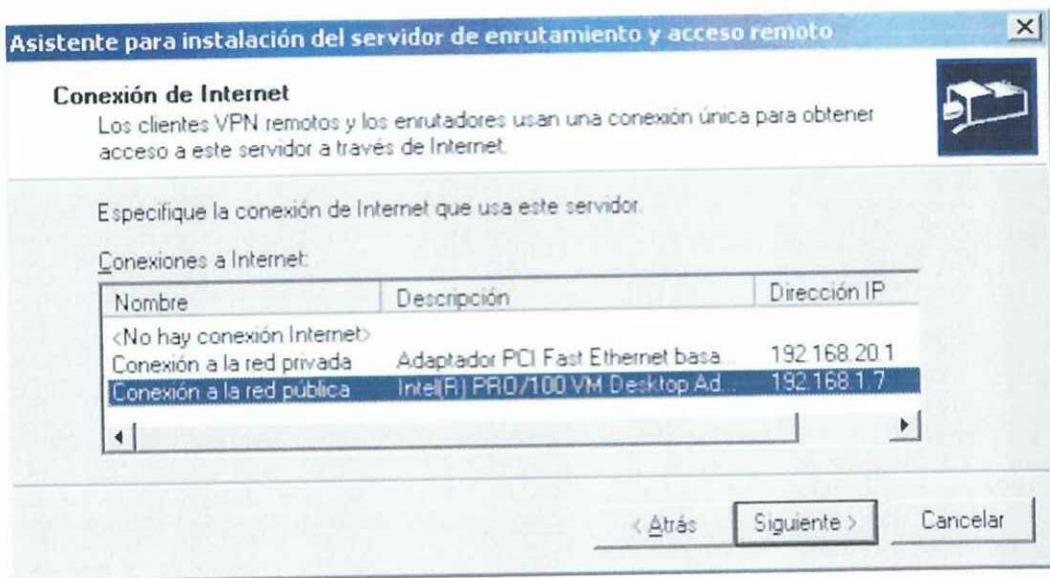 Asistente para instalación del servidor de enrutamiento y acceso remoto
Conexión de Internet
Los clientes VPN remotos y los enrutadores usan una conexión única para obtener
acceso a este servidor a través de Internet.
Especifique la conexión de Internet que usa este servidor.
Conexiones a Internet:
Nombre Descripción Dirección IP
<No hay conexión Internet>
Conexión a la red privada Adaptador PCI Fast Ethernet basa... 192.168.20.1
Conexión a la red pública Intel(R) PRO/100 VM Desktop Ad... 192.168.1.7
< Atrás Siguiente > Cancelar